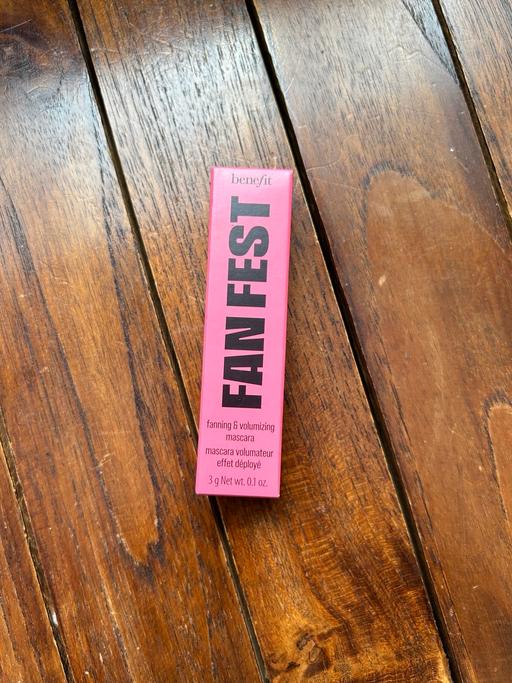 benefit
FAN FEST
fanning & volumizing
mascara
mascara volumateur
effet déployé
3 g Net wt. 0.1 oz.